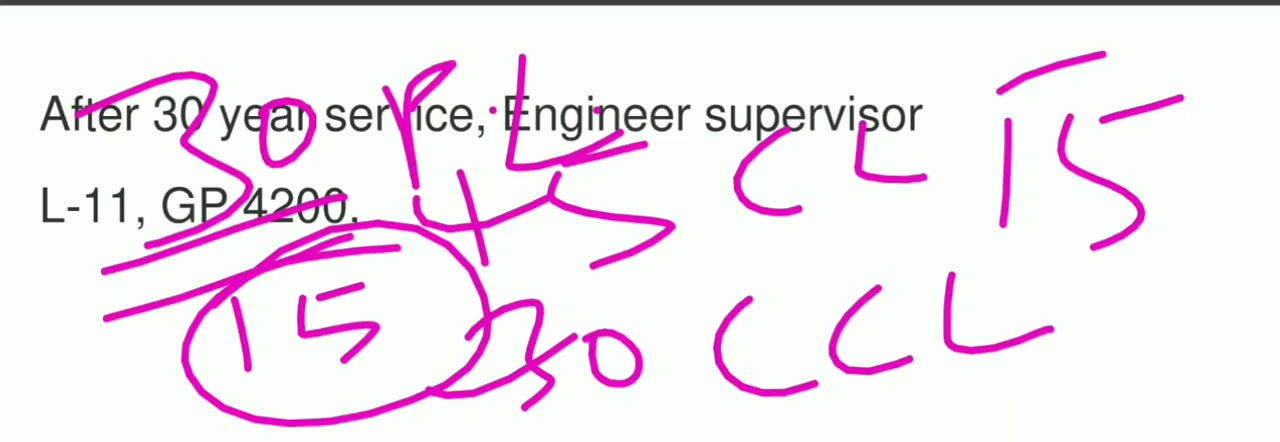 After 30 year service, Engineer supervisor
L-11, GP 4200.
30 PL 45 CL 15
15 30 CCL